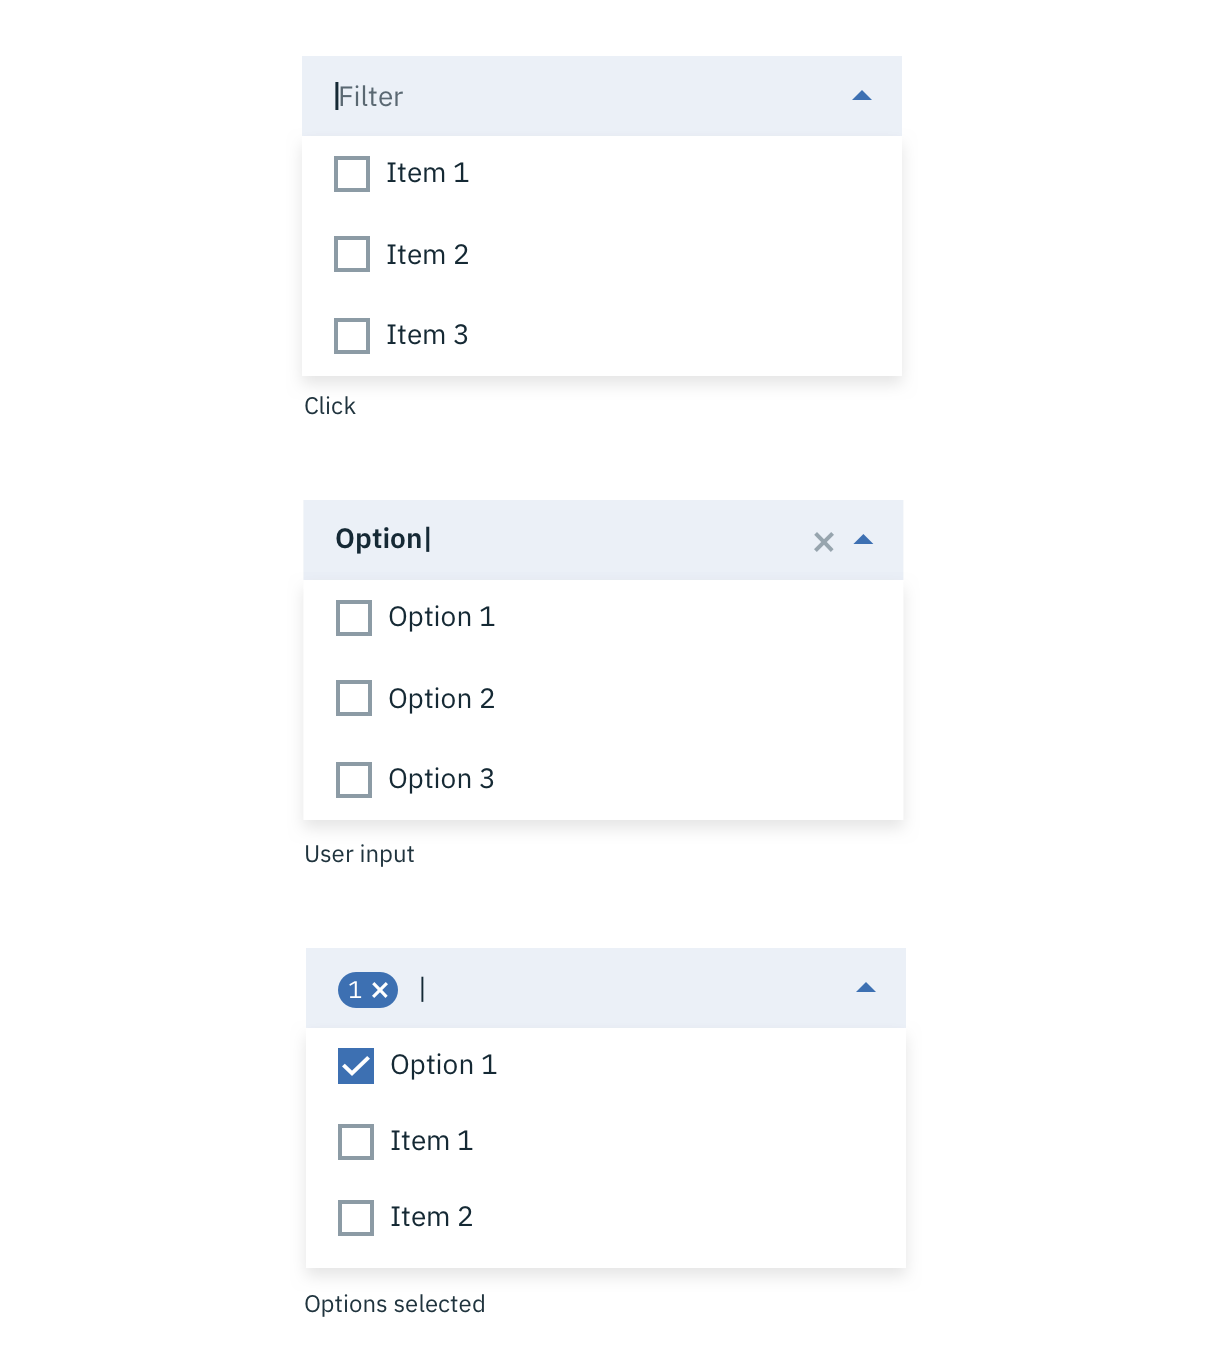 Filter
Item 1
Item 2
Item 3
Click
Option
Option 1
Option 2
Option 3
User input
1
Option 1
Item 1
Item 2
Options selected